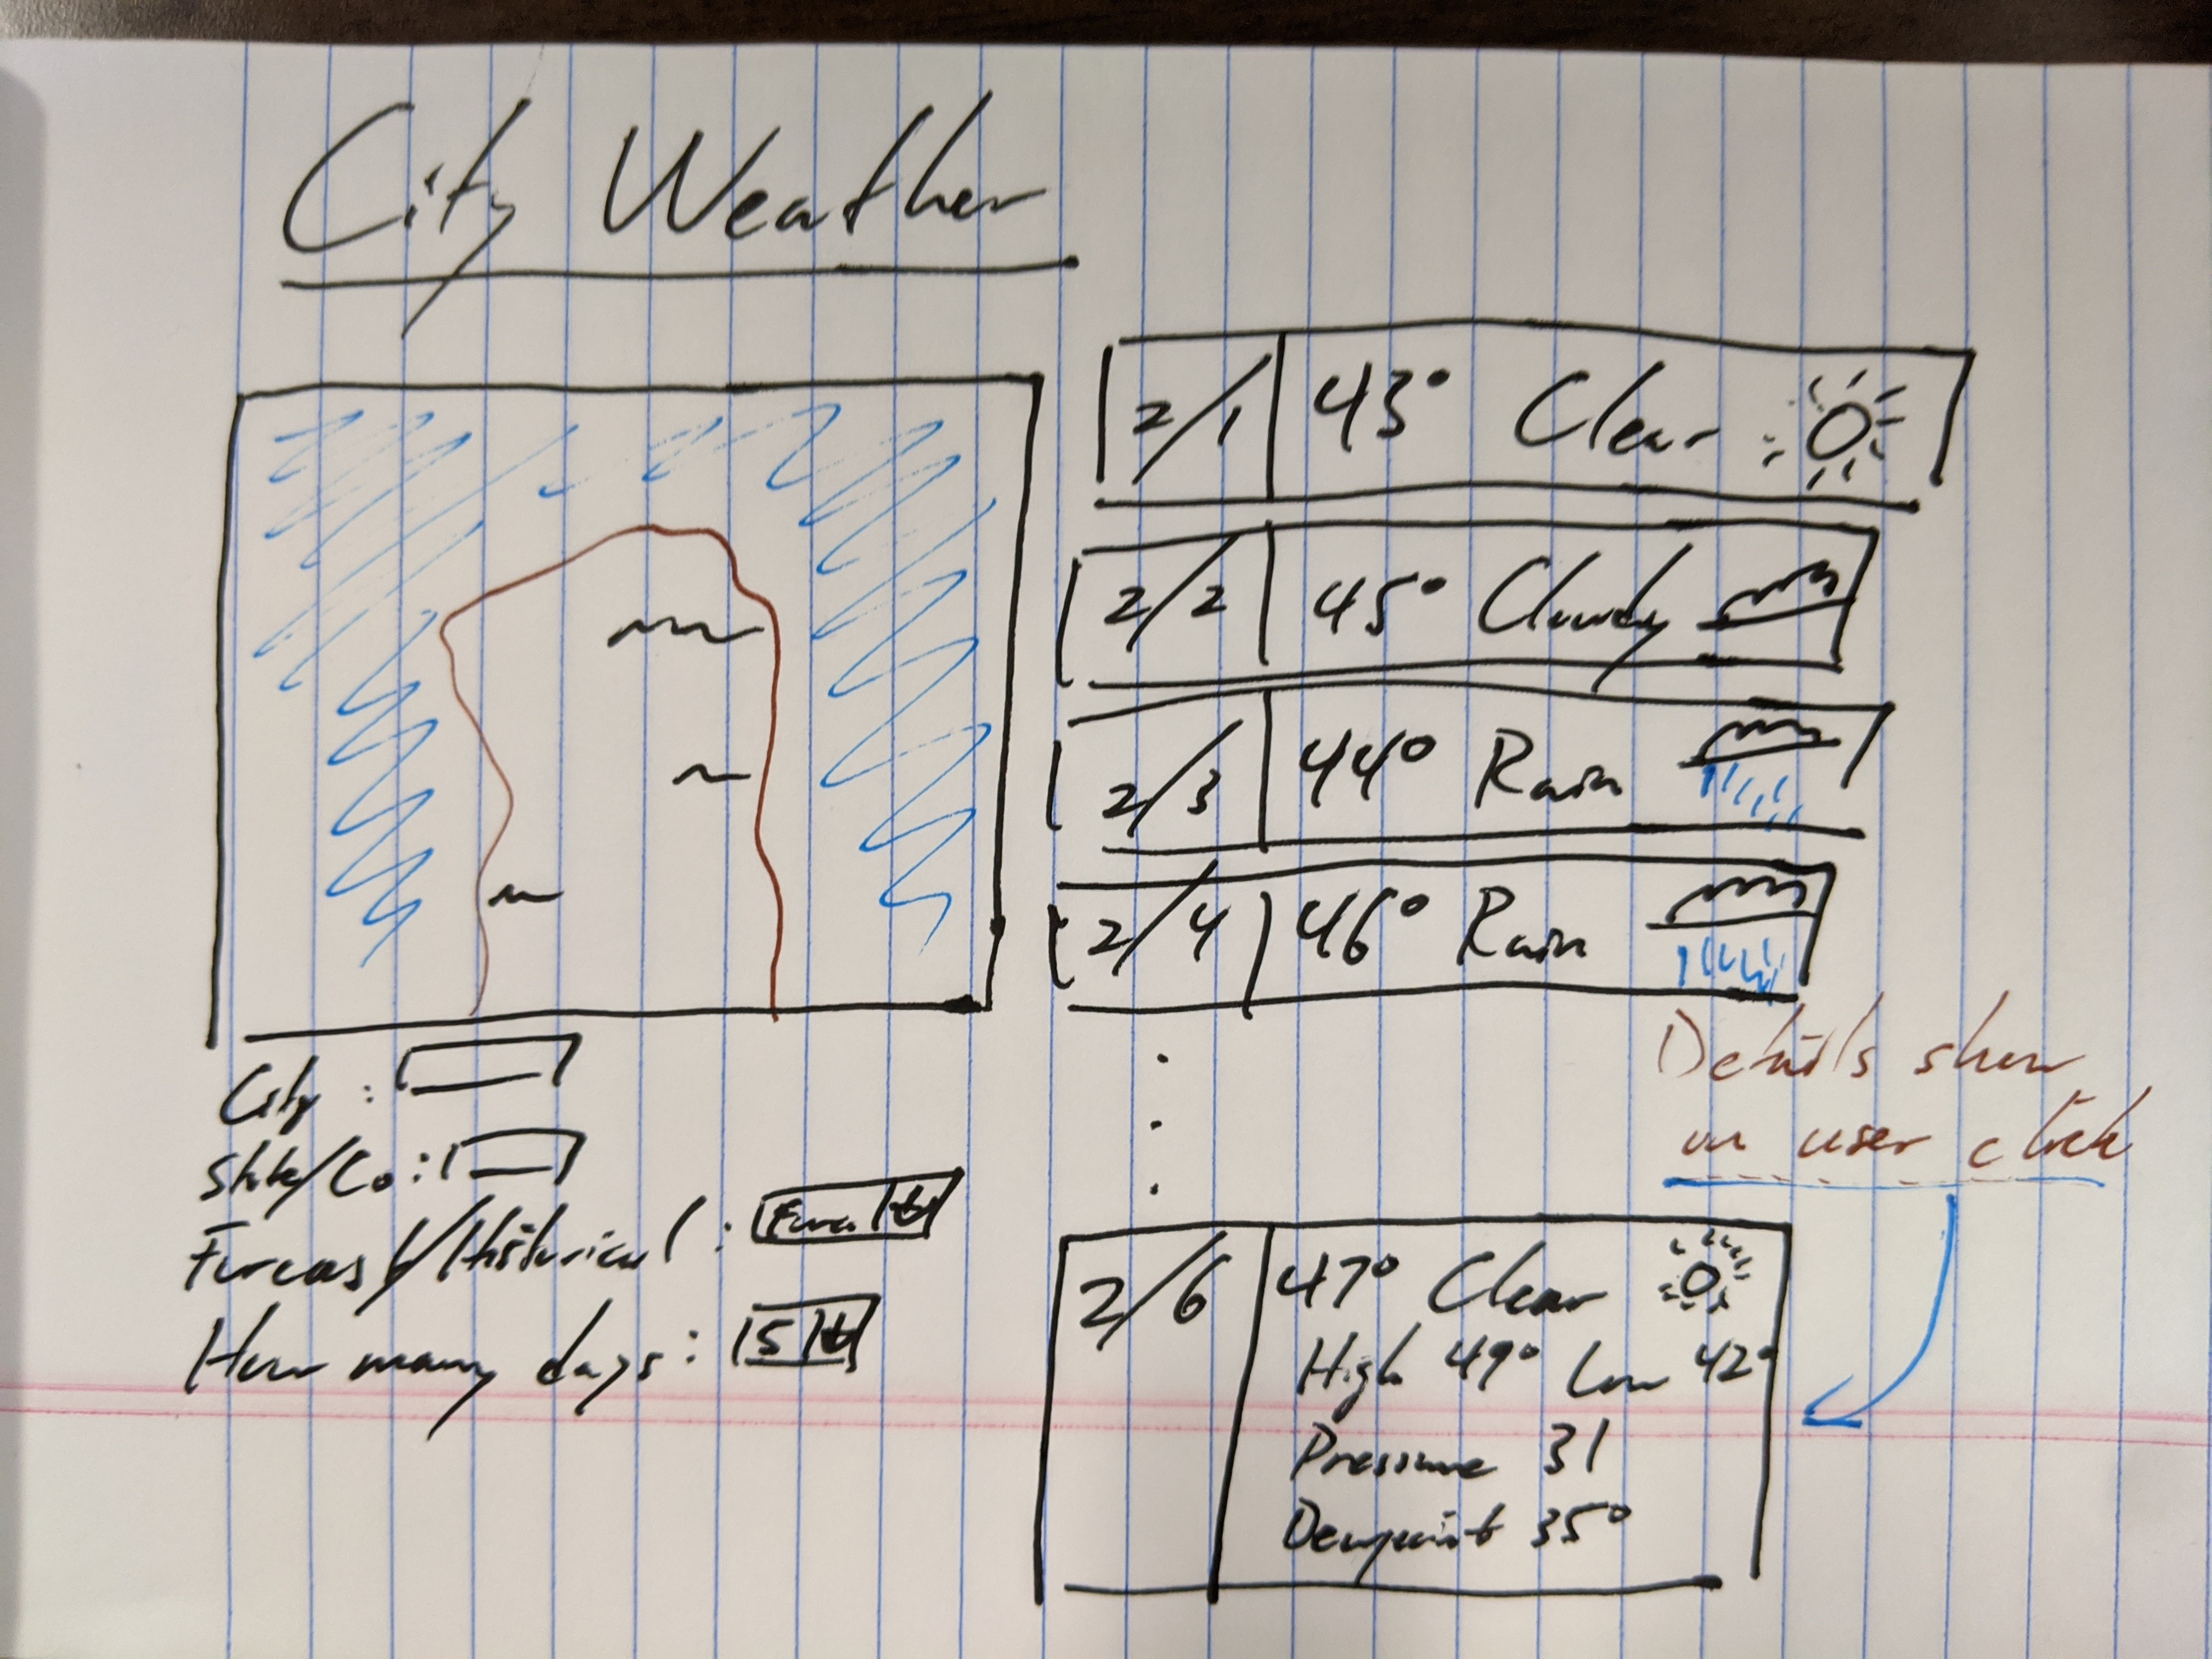 City Weather
2/1 43° Clear
2/2 45° Cloudy
2/3 44° Rain
2/4 46° Rain
Details show
on user click
City :
State/Co :
Forecast/Historical : Fore
How many days : 5
2/6 47° Clear
High 49° Low 42°
Pressure 31
Dewpoint 35°